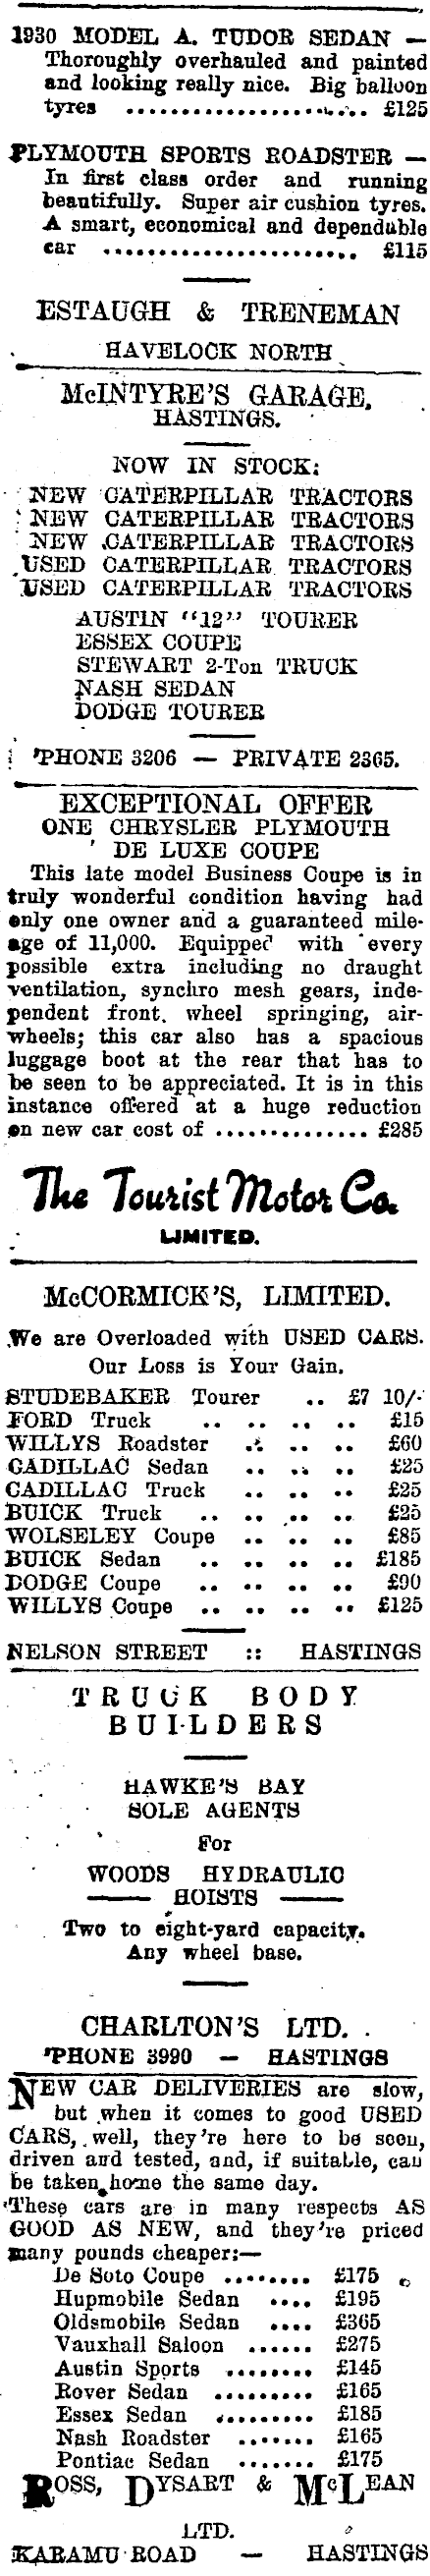 1930 MODEL A. TUDOR SEDAN —
Thoroughly overhauled and painted
and looking really nice. Big balloon
tyres .................... £125
PLYMOUTH SPORTS ROADSTER —
In first class order and running
beautifully. Super air cushion tyres.
A smart, economical and dependable
car ...................... £115
ESTAUGH & TRENEMAN
HAVELOCK NORTH
McINTYRE'S GARAGE,
HASTINGS.
NOW IN STOCK:
NEW CATERPILLAR TRACTORS
NEW CATERPILLAR TRACTORS
NEW CATERPILLAR TRACTORS
USED CATERPILLAR TRACTORS
USED CATERPILLAR TRACTORS
AUSTIN "12" TOURER
ESSEX COUPE
STEWART 2-Ton TRUCK
NASH SEDAN
DODGE TOURER
'PHONE 3206 — PRIVATE 2365.
EXCEPTIONAL OFFER
ONE CHRYSLER PLYMOUTH
DE LUXE COUPE
This late model Business Coupe is in
truly wonderful condition having had
only one owner and a guaranteed mile-
age of 11,000. Equipped with every
possible extra including no draught
ventilation, synchro mesh gears, inde-
pendent front wheel springing, air-
wheels; this car also has a spacious
luggage boot at the rear that has to
be seen to be appreciated. It is in this
instance offered at a huge reduction
on new car cost of .............. £285
The Tourist Motor Co.
LIMITED.
McCORMICK'S, LIMITED.
We are Overloaded with USED CARS.
Our Loss is Your Gain.
STUDEBAKER Tourer .. £7 10/-
FORD Truck .. .. .. .. £15
WILLYS Roadster .. .. .. £60
CADILLAC Sedan .. .. .. £25
CADILLAC Truck .. .. .. £25
BUICK Truck .. .. .. .. £25
WOLSELEY Coupe .. .. .. £85
BUICK Sedan .. .. .. .. £185
DODGE Coupe .. .. .. .. £90
WILLYS Coupe .. .. .. .. £125
NELSON STREET :: HASTINGS
TRUCK BODY
BUILDERS
HAWKE'S BAY
SOLE AGENTS
For
WOODS HYDRAULIC
HOISTS
Two to eight-yard capacity.
Any wheel base.
CHARLTON'S LTD.
'PHONE 3990 — HASTINGS
NEW CAR DELIVERIES are slow,
but when it comes to good USED
CARS, well, they're here to be seen,
driven and tested, and, if suitable, can
be taken home the same day.
These cars are in many respects AS
GOOD AS NEW, and they're priced
many pounds cheaper:—
De Soto Coupe ........ £175
Hupmobile Sedan .... £195
Oldsmobile Sedan .... £365
Vauxhall Saloon ...... £275
Austin Sports ........ £145
Rover Sedan ......... £165
Essex Sedan ......... £185
Nash Roadster ....... £165
Pontiac Sedan ....... £175
ROSS, DYSART & McLEAN
LTD.
KARAMU ROAD — HASTINGS